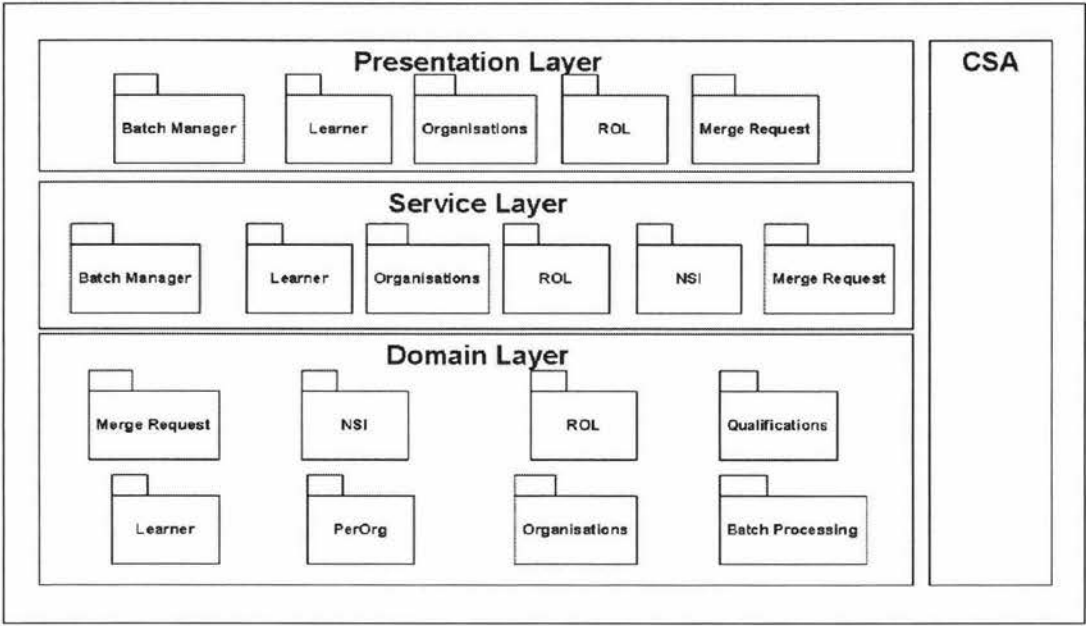 Presentation Layer
CSA
Batch Manager
Learner
Organisations
ROL
Merge Request
Service Layer
Batch Manager
Learner
Organisations
ROL
NSI
Merge Request
Domain Layer
Merge Request
NSI
ROL
Qualifications
Learner
PerOrg
Organisations
Batch Processing